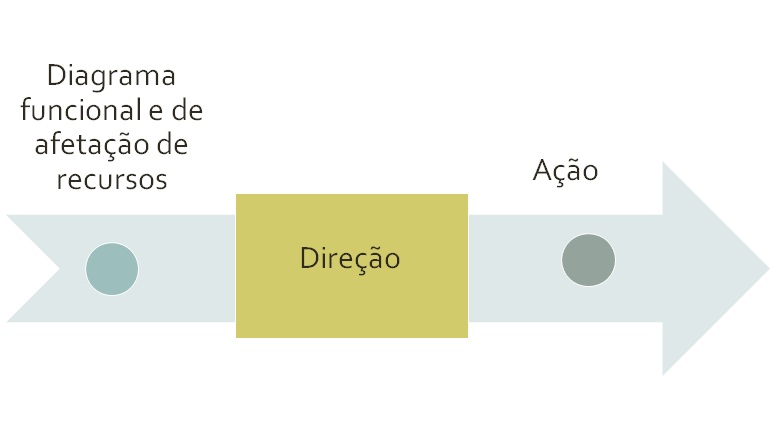 Diagrama
funcional e de
afetação de
recursos
Direção
Ação